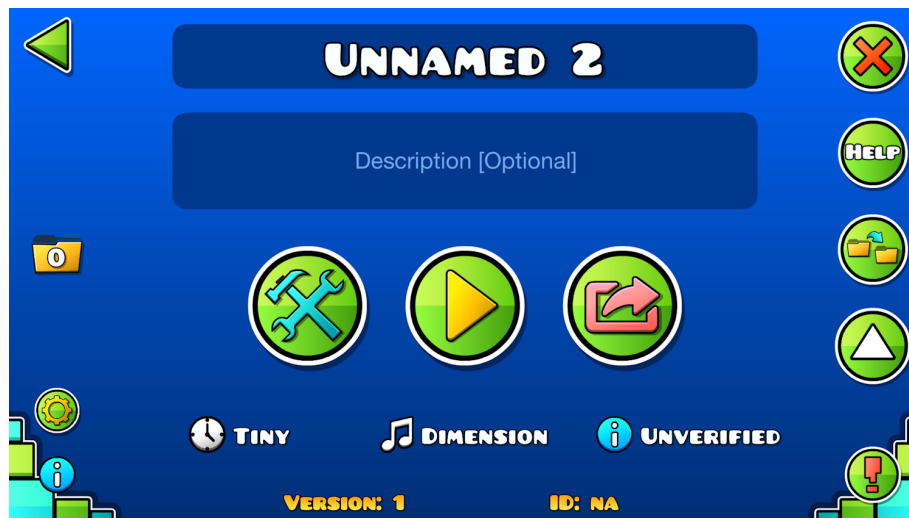 Unnamed 2
Description [Optional]
Help
0
Tiny
Dimension
Unverified
Version: 1
ID: na